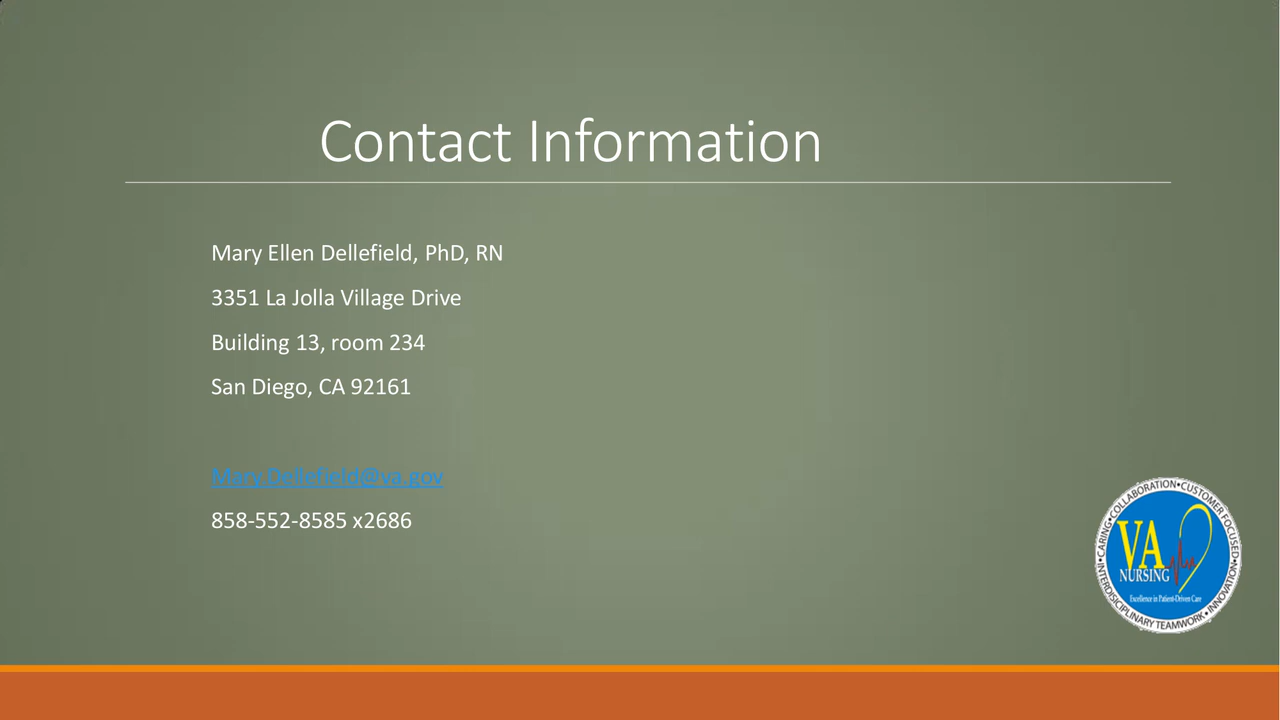 Contact Information
Mary Ellen Dellefield, PhD, RN
3351 La Jolla Village Drive
Building 13, room 234
San Diego, CA 92161
Mary.Dellefield@va.gov
858-552-8585 x2686
•CARING•COLLABORATION•CUSTOMER FOCUSED•
INTERDISCIPLINARY TEAMWORK•INNOVATION•
VA
NURSING
Excellence in Patient-Driven Care